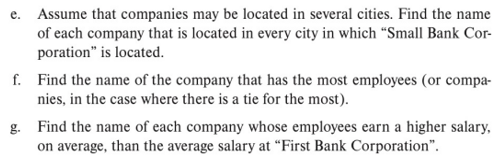 e. Assume that companies may be located in several cities. Find the name
of each company that is located in every city in which “Small Bank Cor-
poration” is located.
f. Find the name of the company that has the most employees (or compa-
nies, in the case where there is a tie for the most).
g. Find the name of each company whose employees earn a higher salary,
on average, than the average salary at “First Bank Corporation”.